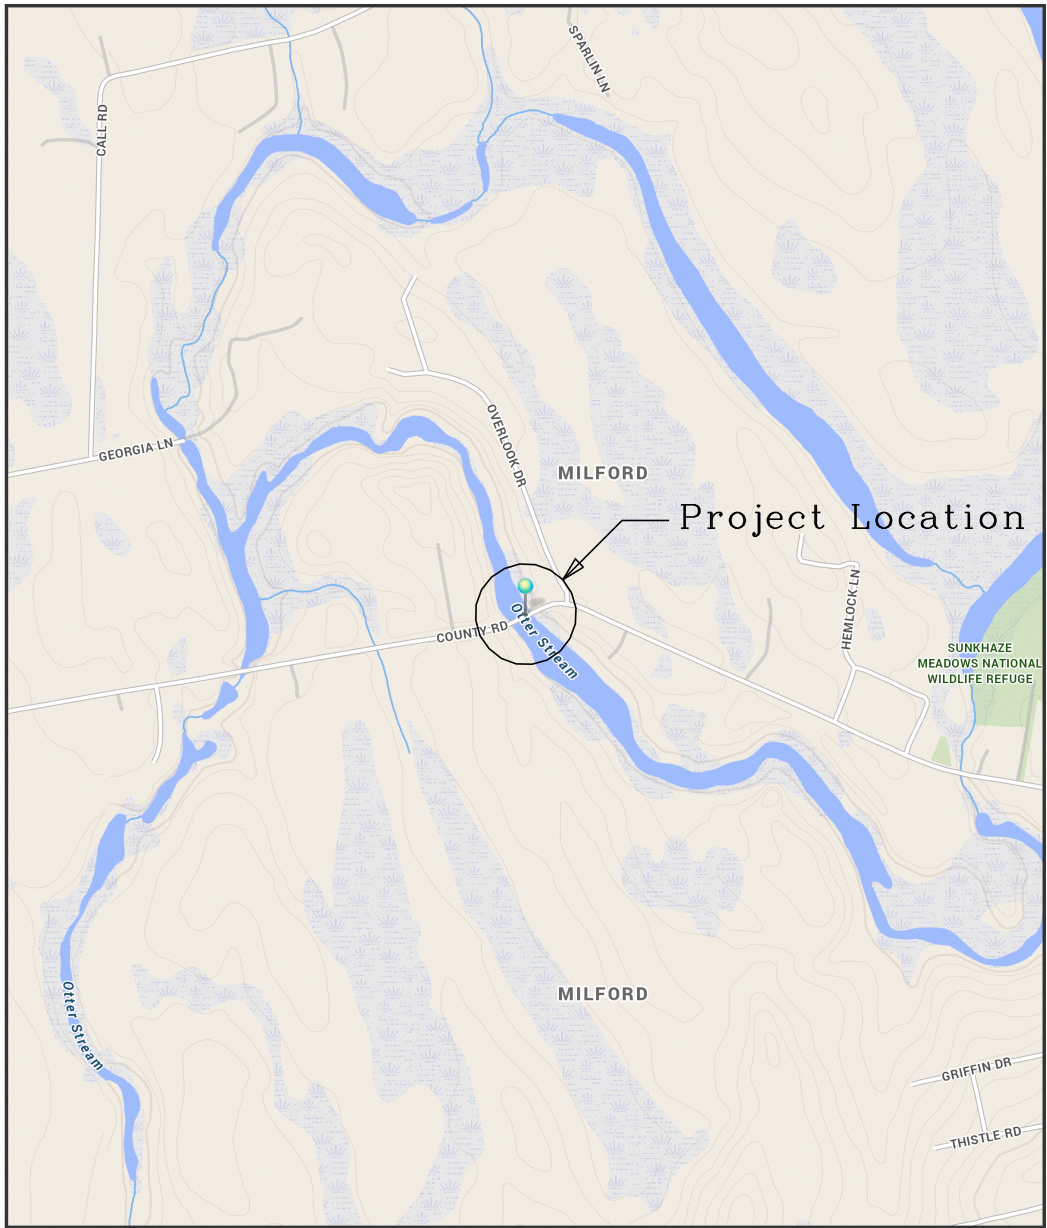 SPARLIN LN
CALL RD
GEORGIA LN
OVERLOOK DR
MILFORD
Project Location
HEMLOCK LN
COUNTY RD
Otter Stream
SUNKHAZE
MEADOWS NATIONAL
WILDLIFE REFUGE
MILFORD
Otter Stream
GRIFFIN DR
THISTLE RD